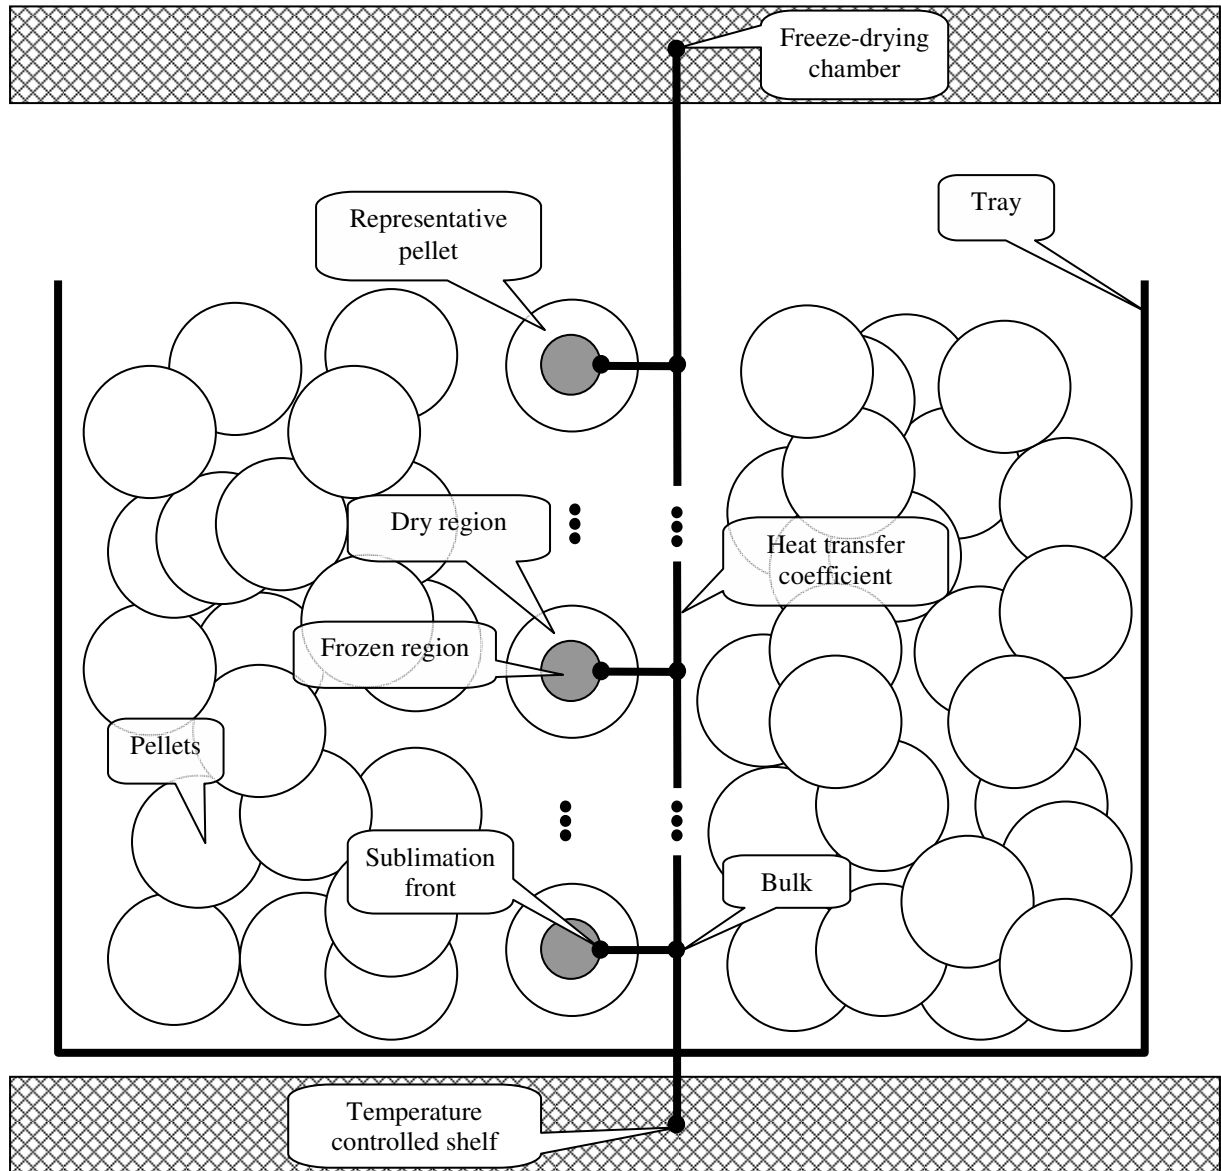 Freeze-drying
chamber
Representative
pellet
Tray
Dry region
Heat transfer
coefficient
Frozen region
Pellets
Sublimation
front
Bulk
Temperature
controlled shelf